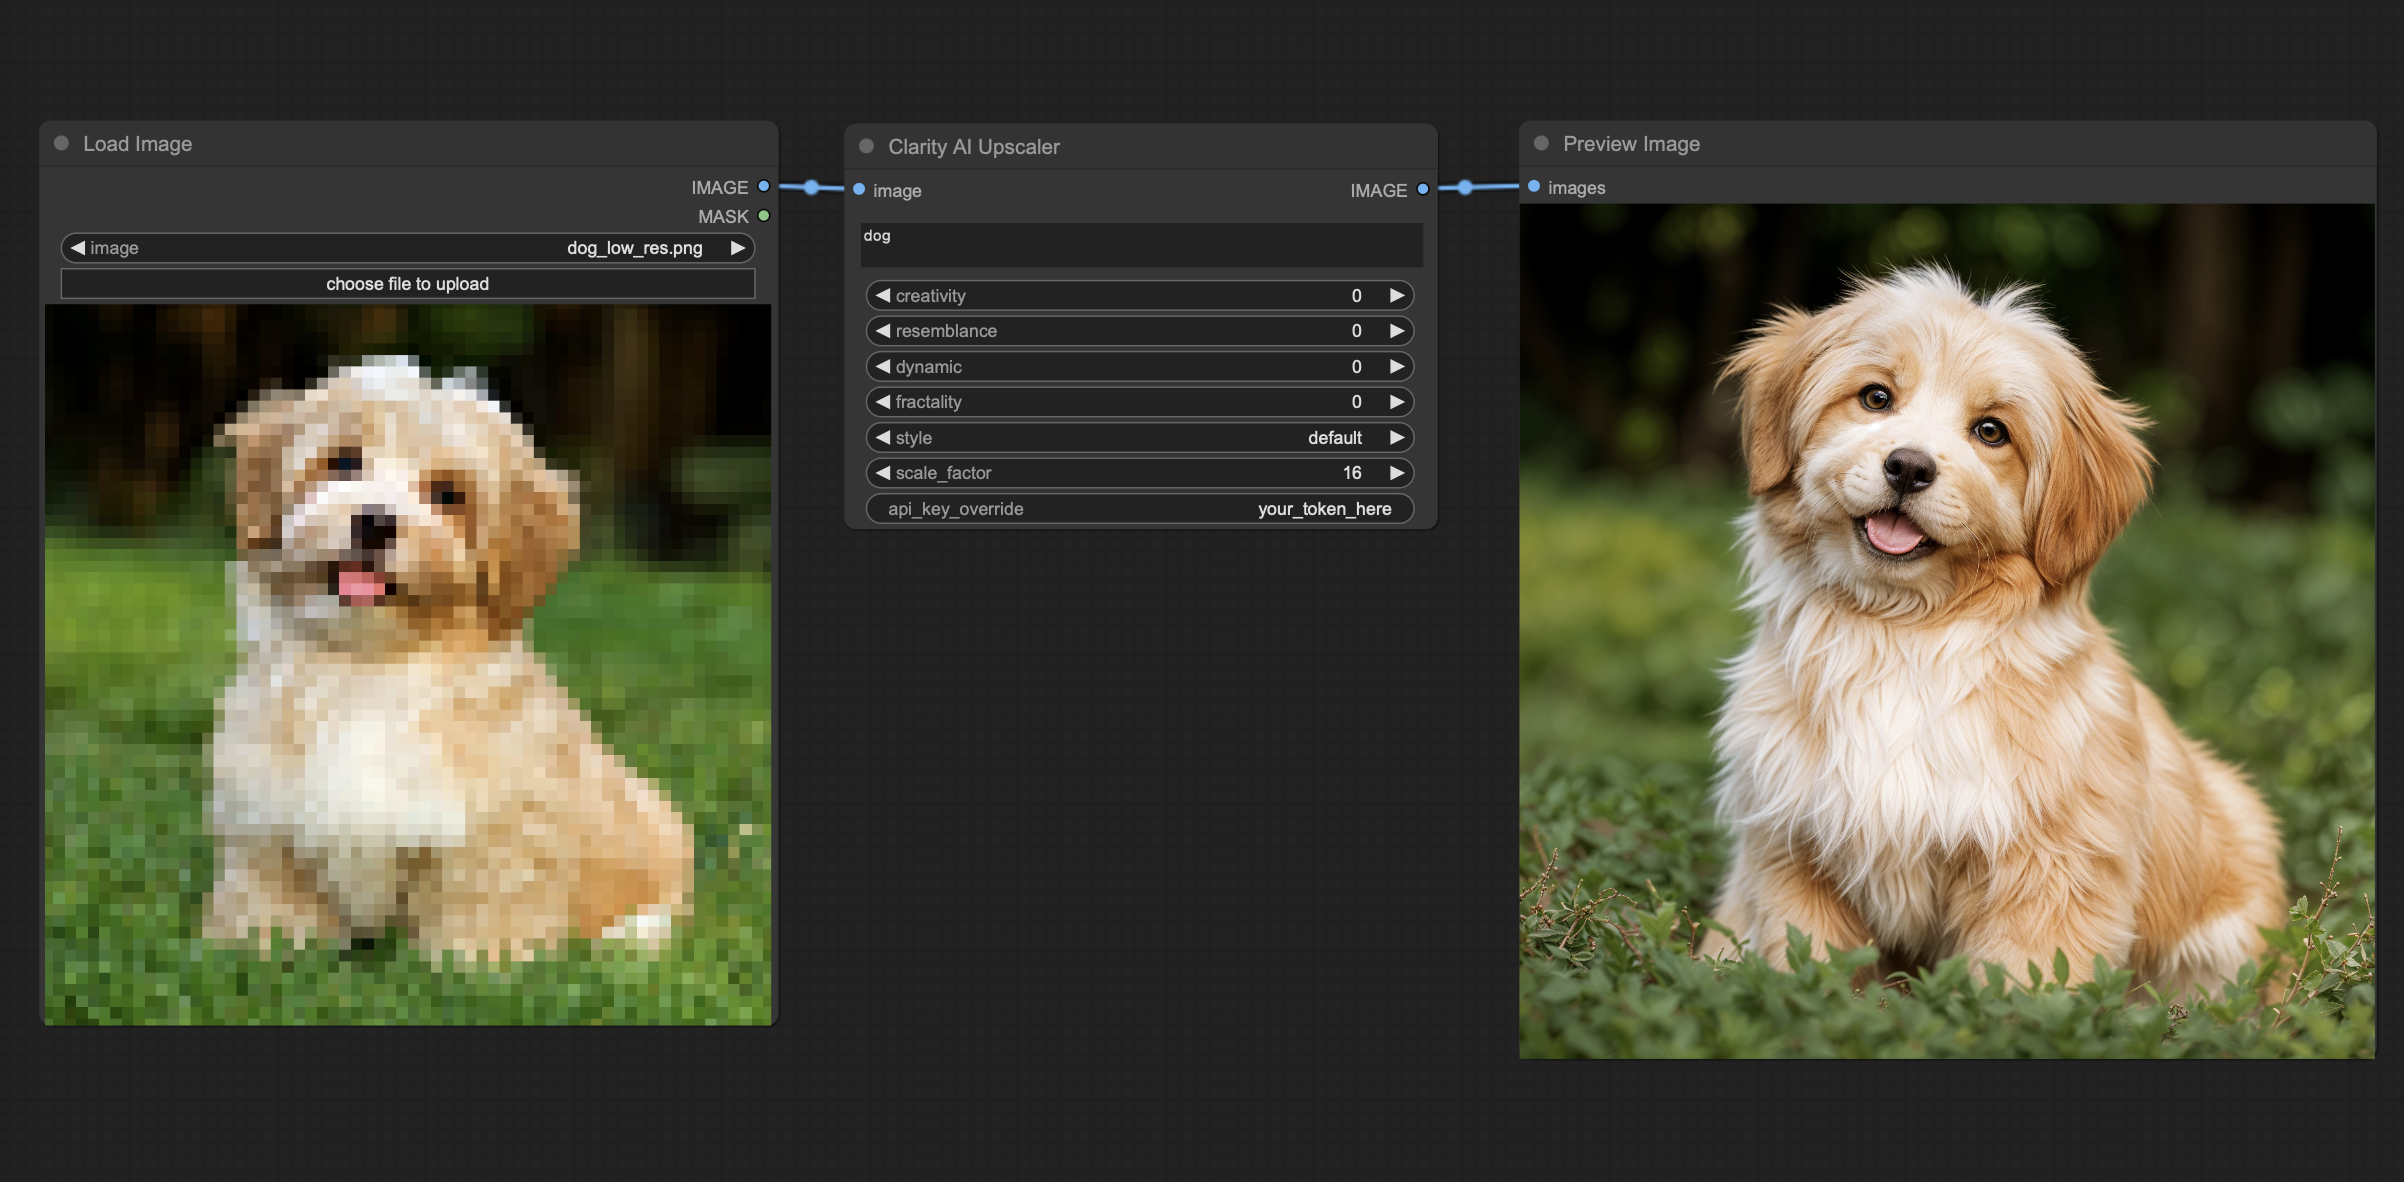 Load Image
IMAGE
MASK
image dog_low_res.png
choose file to upload
Clarity AI Upscaler
image IMAGE
dog
creativity 0
resemblance 0
dynamic 0
fractality 0
style default
scale_factor 16
api_key_override your_token_here
Preview Image
images